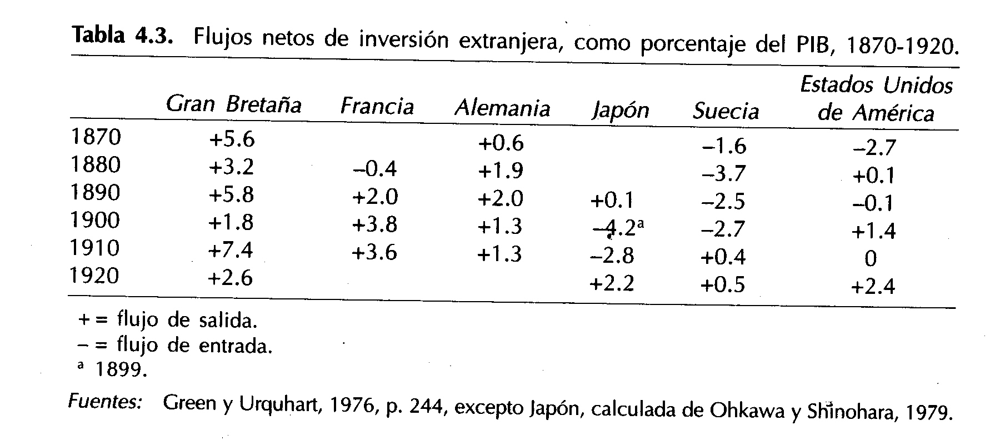 Tabla 4.3. Flujos netos de inversión extranjera, como porcentaje del PIB, 1870-1920.
Gran Bretaña Francia Alemania Japón Suecia Estados Unidos de América
1870 +5.6 +0.6 –1.6 –2.7
1880 +3.2 –0.4 +1.9 –3.7 +0.1
1890 +5.8 +2.0 +2.0 +0.1 –2.5 –0.1
1900 +1.8 +3.8 +1.3 –4.2ª –2.7 +1.4
1910 +7.4 +3.6 +1.3 –2.8 +0.4 0
1920 +2.6 +2.2 +0.5 +2.4
+ = flujo de salida.
– = flujo de entrada.
ª 1899.
Fuentes: Green y Urquhart, 1976, p. 244, excepto Japón, calculada de Ohkawa y Shinohara, 1979.